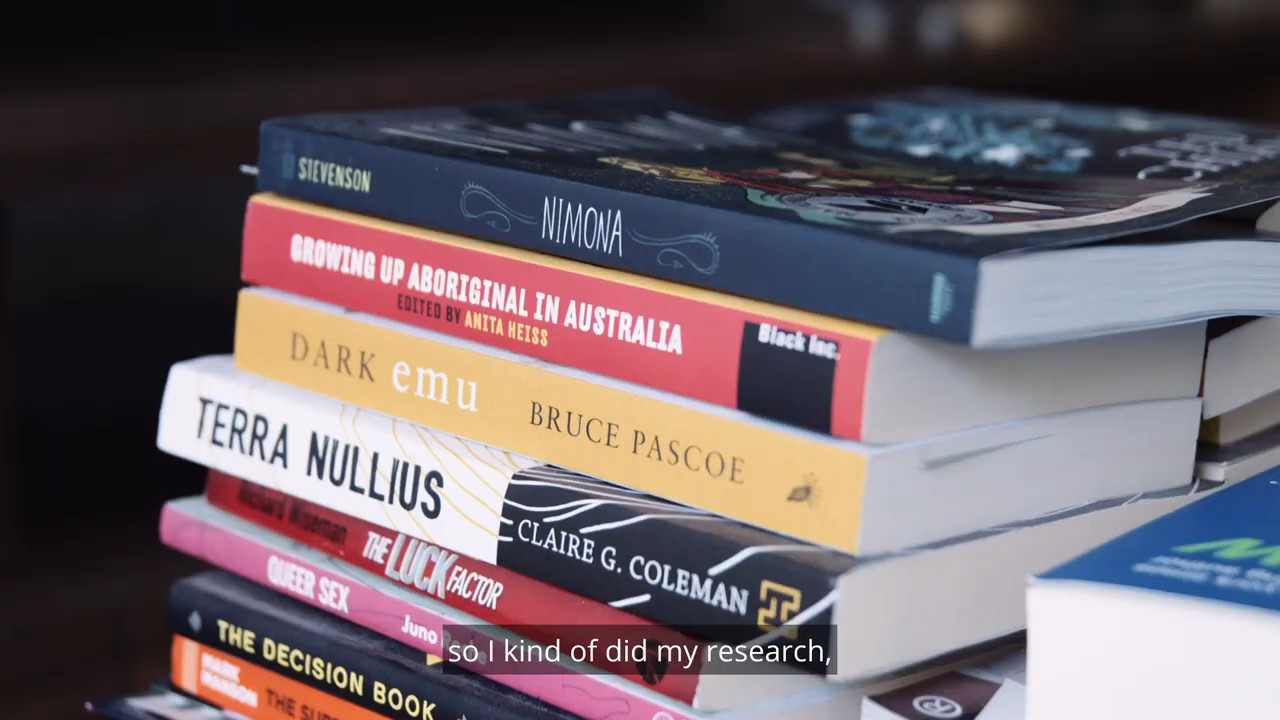 STEVENSON
NIMONA
GROWING UP ABORIGINAL IN AUSTRALIA
EDITED BY ANITA HEISS
Black Inc.
DARK emu
BRUCE PASCOE
TERRA NULLIUS
CLAIRE G. COLEMAN
Richard Wiseman
THE LUCK FACTOR
QUEER SEX
Juno
THE DECISION BOOK
MARK MANSON
so I kind of did my research,